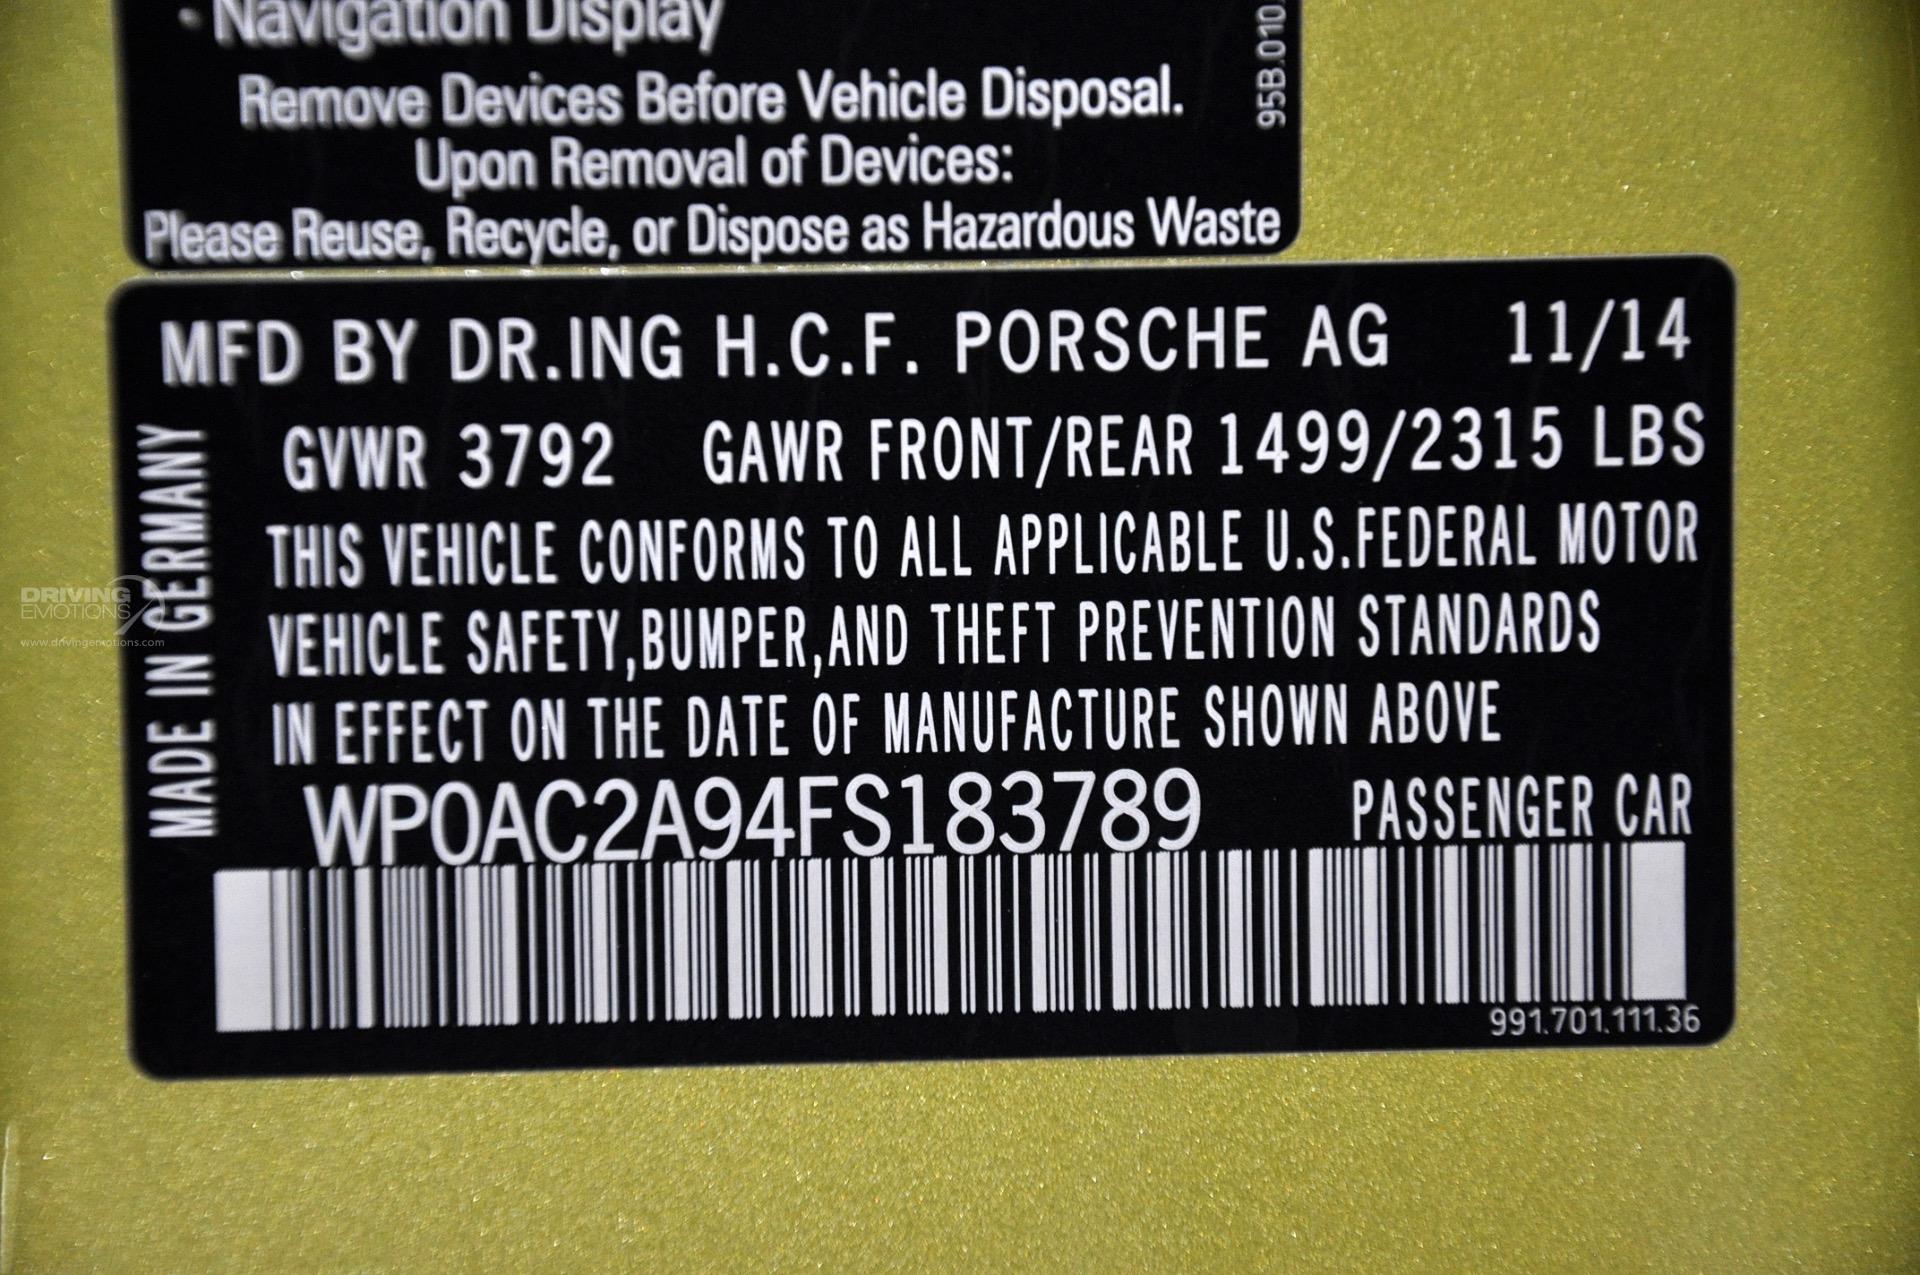 · Navigation Display
Remove Devices Before Vehicle Disposal.
Upon Removal of Devices:
Please Reuse, Recycle, or Dispose as Hazardous Waste
95B.010.
MFD BY DR.ING H.C.F. PORSCHE AG 11/14
GVWR 3792 GAWR FRONT/REAR 1499/2315 LBS
THIS VEHICLE CONFORMS TO ALL APPLICABLE U.S.FEDERAL MOTOR
VEHICLE SAFETY,BUMPER,AND THEFT PREVENTION STANDARDS
IN EFFECT ON THE DATE OF MANUFACTURE SHOWN ABOVE
WP0AC2A94FS183789 PASSENGER CAR
991.701.111.36
MADE IN GERMANY
DRIVING
EMOTIONS
www.drivingemotions.com